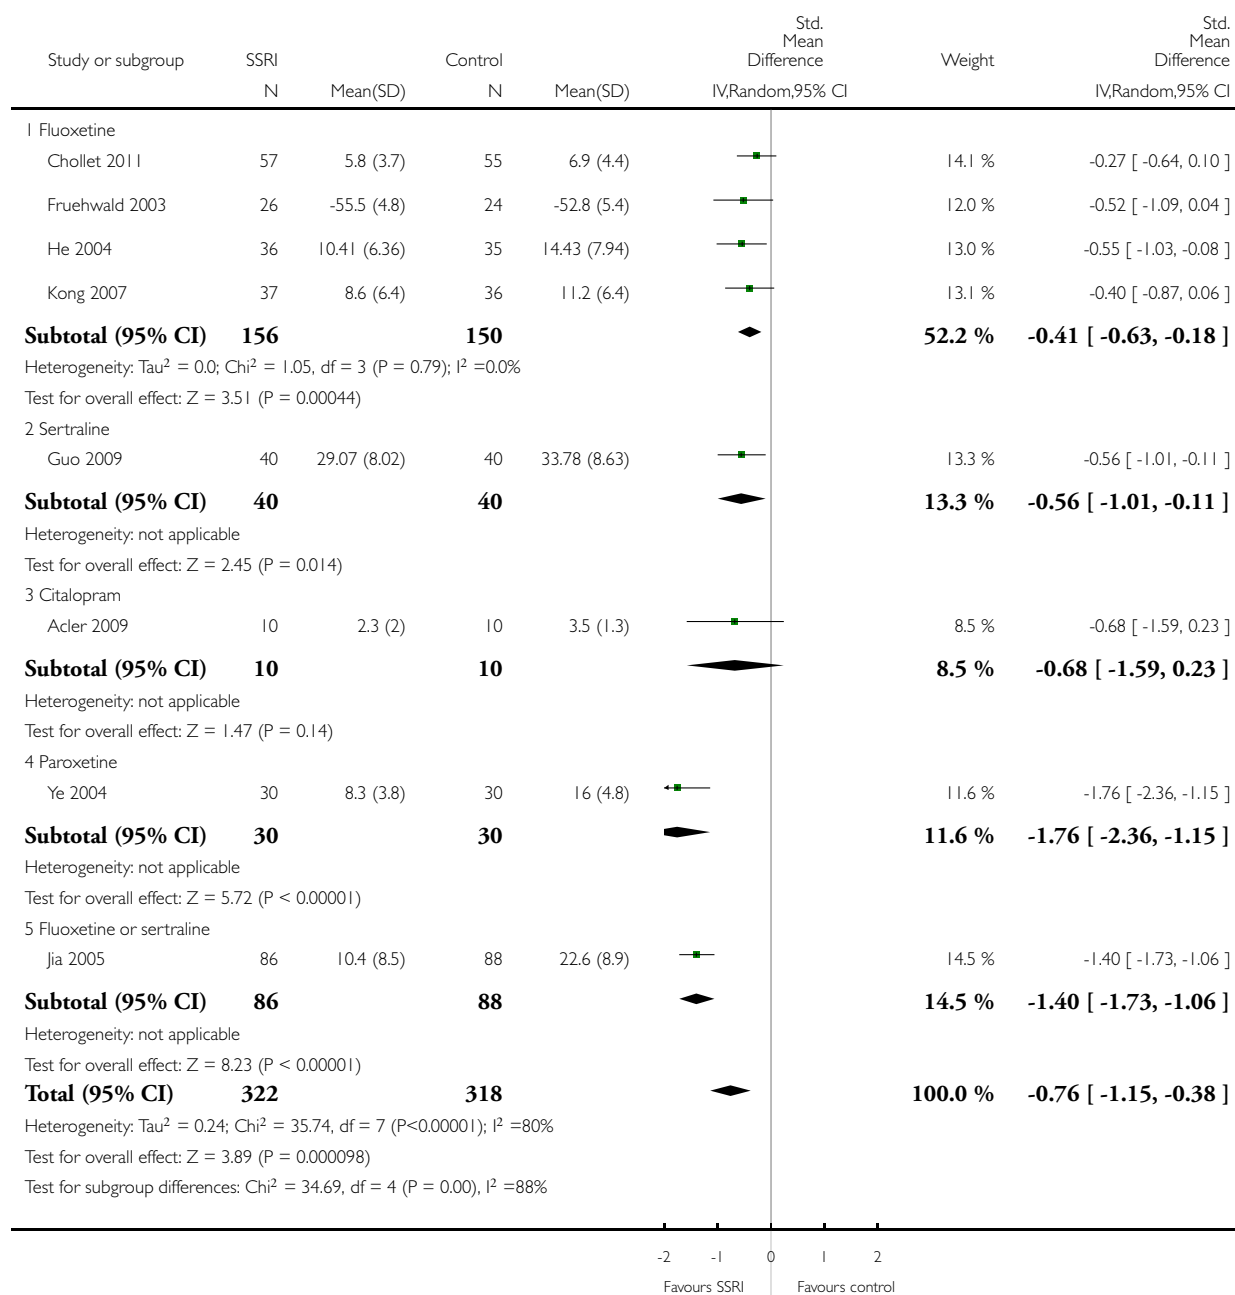 Std. Std.
Mean Mean
Study or subgroup SSRI Control Difference Weight Difference
N Mean(SD) N Mean(SD) IV,Random,95% CI IV,Random,95% CI
1 Fluoxetine
Chollet 2011 57 5.8 (3.7) 55 6.9 (4.4) 14.1 % -0.27 [ -0.64, 0.10 ]
Fruehwald 2003 26 -55.5 (4.8) 24 -52.8 (5.4) 12.0 % -0.52 [ -1.09, 0.04 ]
He 2004 36 10.41 (6.36) 35 14.43 (7.94) 13.0 % -0.55 [ -1.03, -0.08 ]
Kong 2007 37 8.6 (6.4) 36 11.2 (6.4) 13.1 % -0.40 [ -0.87, 0.06 ]
Subtotal (95% CI) 156 150 52.2 % -0.41 [ -0.63, -0.18 ]
Heterogeneity: Tau² = 0.0; Chi² = 1.05, df = 3 (P = 0.79); I² =0.0%
Test for overall effect: Z = 3.51 (P = 0.00044)
2 Sertraline
Guo 2009 40 29.07 (8.02) 40 33.78 (8.63) 13.3 % -0.56 [ -1.01, -0.11 ]
Subtotal (95% CI) 40 40 13.3 % -0.56 [ -1.01, -0.11 ]
Heterogeneity: not applicable
Test for overall effect: Z = 2.45 (P = 0.014)
3 Citalopram
Acler 2009 10 2.3 (2) 10 3.5 (1.3) 8.5 % -0.68 [ -1.59, 0.23 ]
Subtotal (95% CI) 10 10 8.5 % -0.68 [ -1.59, 0.23 ]
Heterogeneity: not applicable
Test for overall effect: Z = 1.47 (P = 0.14)
4 Paroxetine
Ye 2004 30 8.3 (3.8) 30 16 (4.8) 11.6 % -1.76 [ -2.36, -1.15 ]
Subtotal (95% CI) 30 30 11.6 % -1.76 [ -2.36, -1.15 ]
Heterogeneity: not applicable
Test for overall effect: Z = 5.72 (P < 0.00001)
5 Fluoxetine or sertraline
Jia 2005 86 10.4 (8.5) 88 22.6 (8.9) 14.5 % -1.40 [ -1.73, -1.06 ]
Subtotal (95% CI) 86 88 14.5 % -1.40 [ -1.73, -1.06 ]
Heterogeneity: not applicable
Test for overall effect: Z = 8.23 (P < 0.00001)
Total (95% CI) 322 318 100.0 % -0.76 [ -1.15, -0.38 ]
Heterogeneity: Tau² = 0.24; Chi² = 35.74, df = 7 (P<0.00001); I² =80%
Test for overall effect: Z = 3.89 (P = 0.000098)
Test for subgroup differences: Chi² = 34.69, df = 4 (P = 0.00), I² =88%
-2 -1 0 1 2
Favours SSRI Favours control